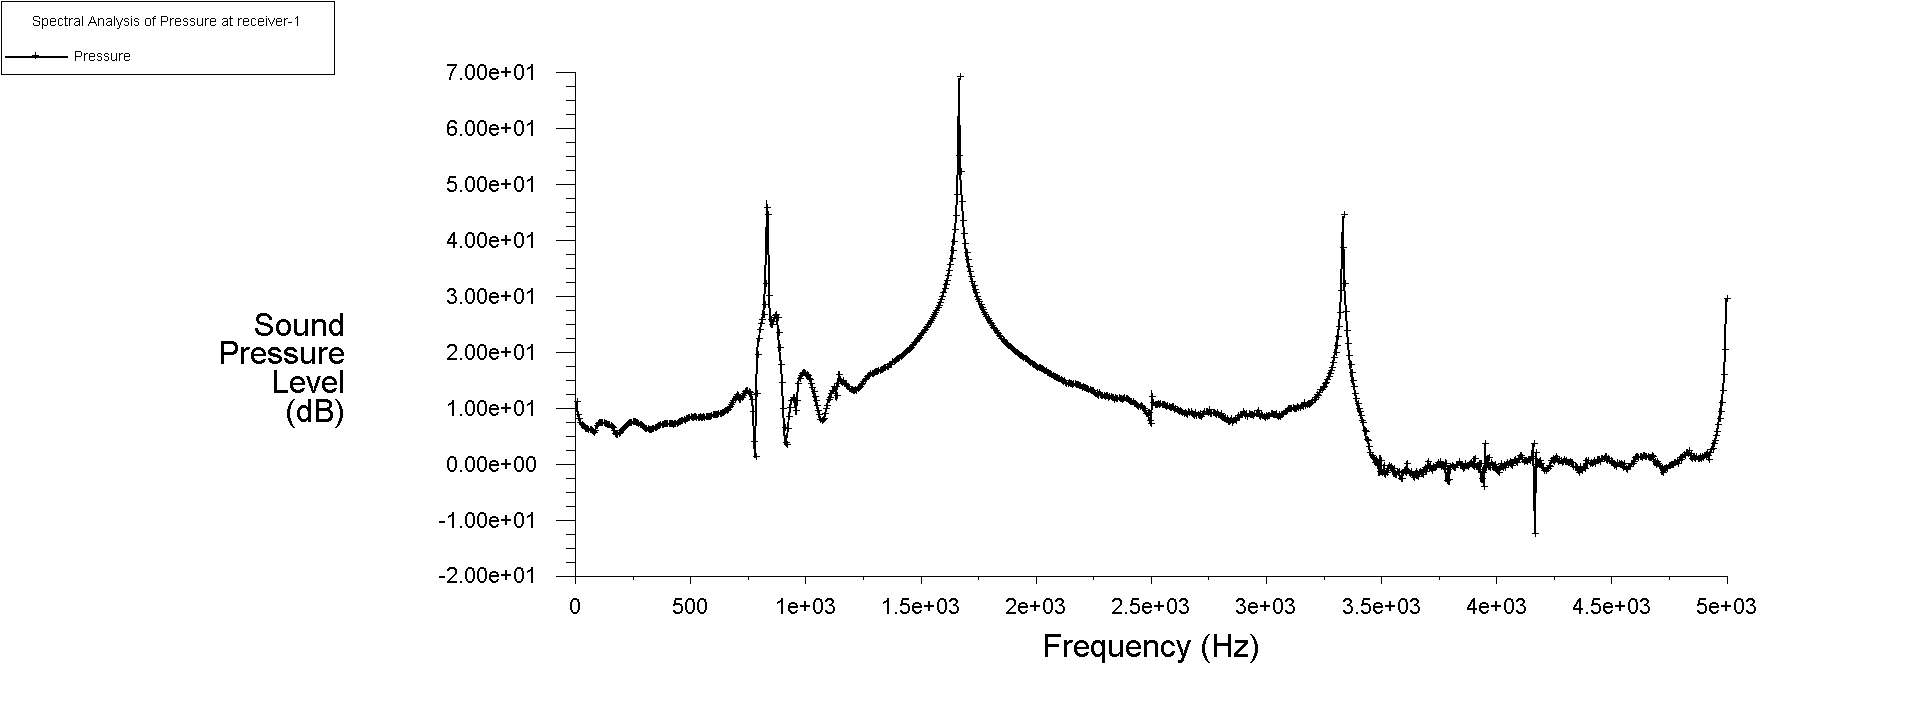 Spectral Analysis of Pressure at receiver-1
Pressure
7.00e+01
6.00e+01
5.00e+01
4.00e+01
3.00e+01
2.00e+01
1.00e+01
0.00e+00
-1.00e+01
-2.00e+01
Sound
Pressure
Level
(dB)
0 500 1e+03 1.5e+03 2e+03 2.5e+03 3e+03 3.5e+03 4e+03 4.5e+03 5e+03
Frequency (Hz)